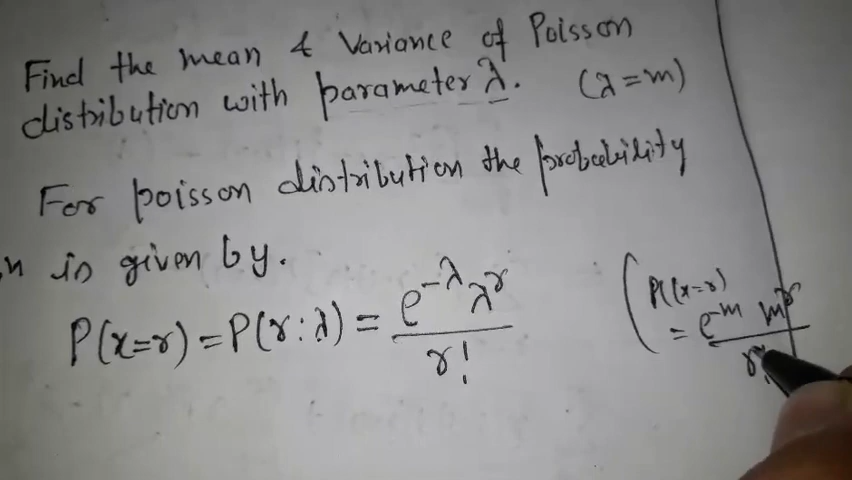 Find the mean & Variance of Poisson
distribution with parameter λ. (λ=m)
For poisson distribution the probability
n is given by.
P(x=r) = P(r:λ) = e^-λ λ^r / r!
(P(x=r)
= e^-m m^r / r!